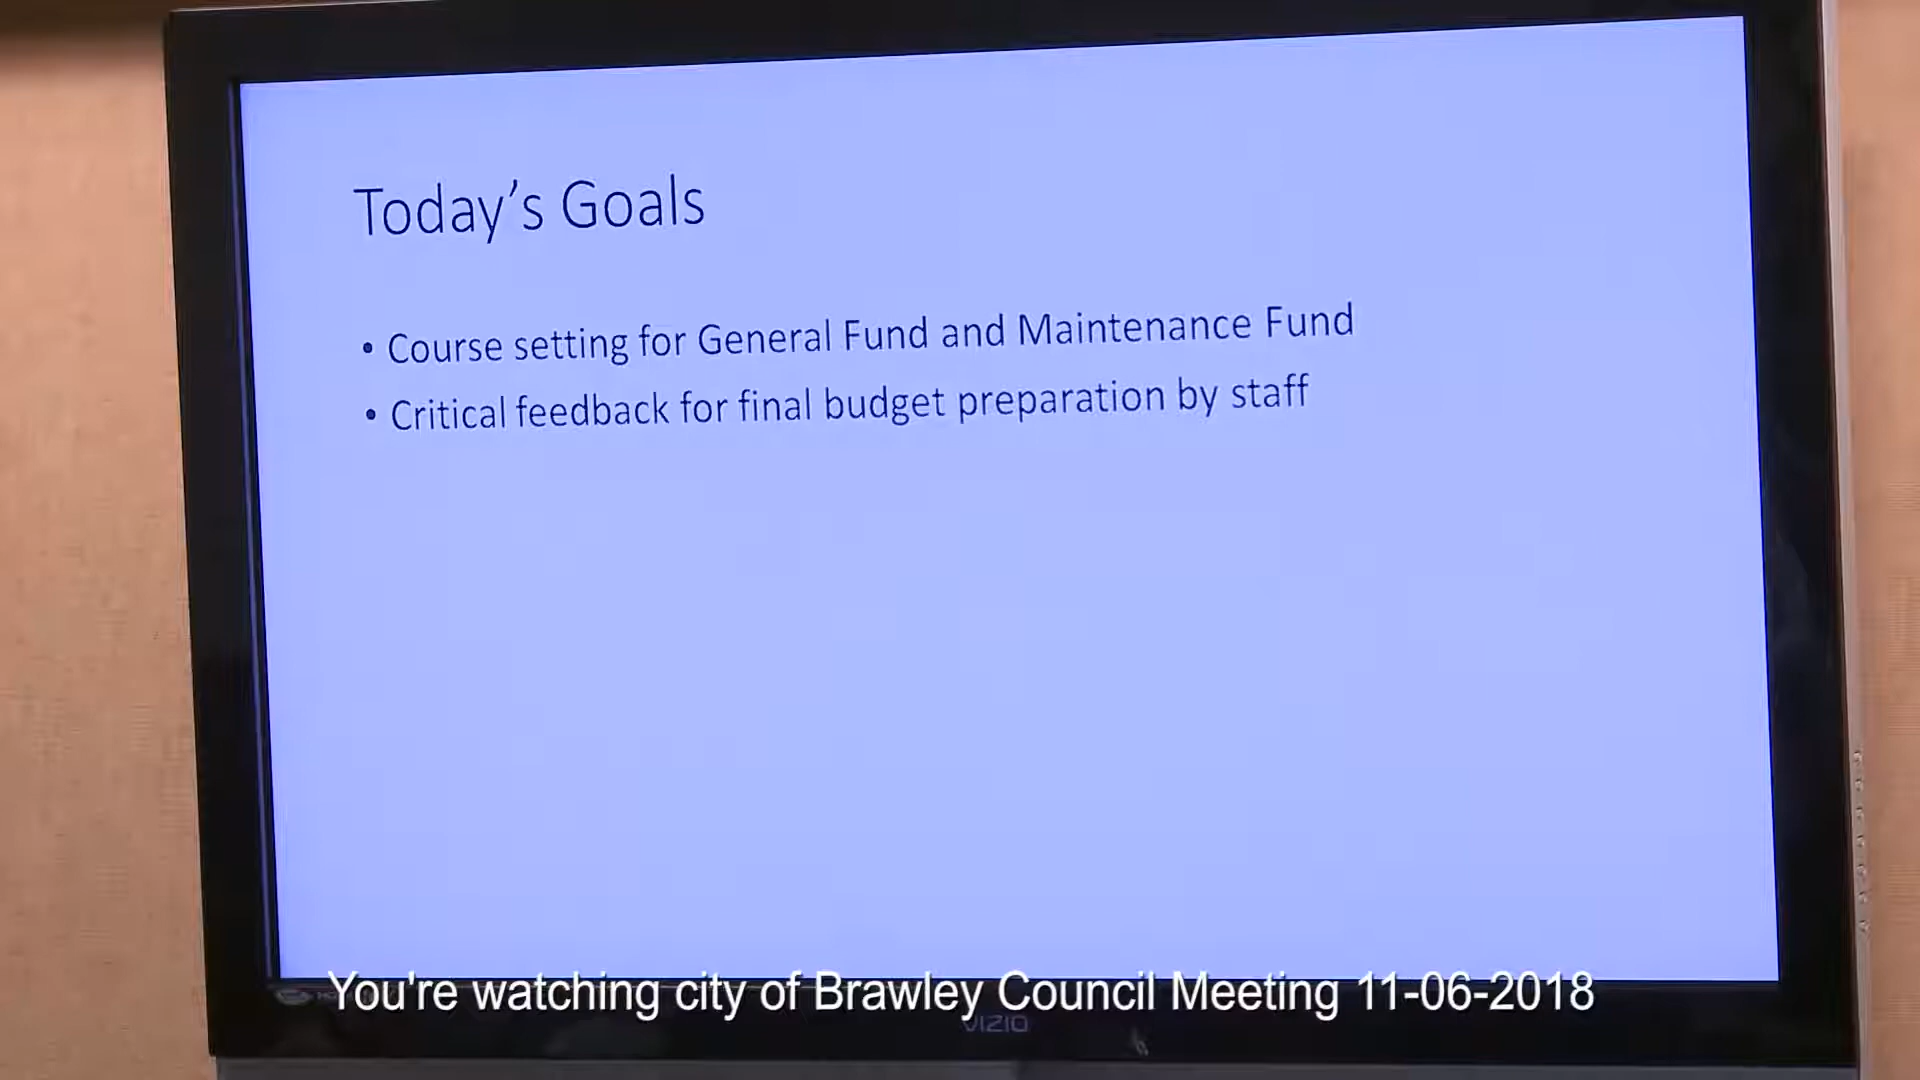 Today's Goals
• Course setting for General Fund and Maintenance Fund
• Critical feedback for final budget preparation by staff
You're watching city of Brawley Council Meeting 11-06-2018
VIZIO